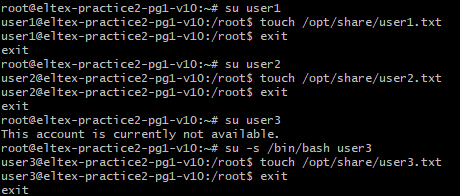 root@eltex-practice2-pg1-v10:~# su user1
user1@eltex-practice2-pg1-v10:/root$ touch /opt/share/user1.txt
user1@eltex-practice2-pg1-v10:/root$ exit
exit
root@eltex-practice2-pg1-v10:~# su user2
user2@eltex-practice2-pg1-v10:/root$ touch /opt/share/user2.txt
user2@eltex-practice2-pg1-v10:/root$ exit
exit
root@eltex-practice2-pg1-v10:~# su user3
This account is currently not available.
root@eltex-practice2-pg1-v10:~# su -s /bin/bash user3
user3@eltex-practice2-pg1-v10:/root$ touch /opt/share/user3.txt
user3@eltex-practice2-pg1-v10:/root$ exit
exit